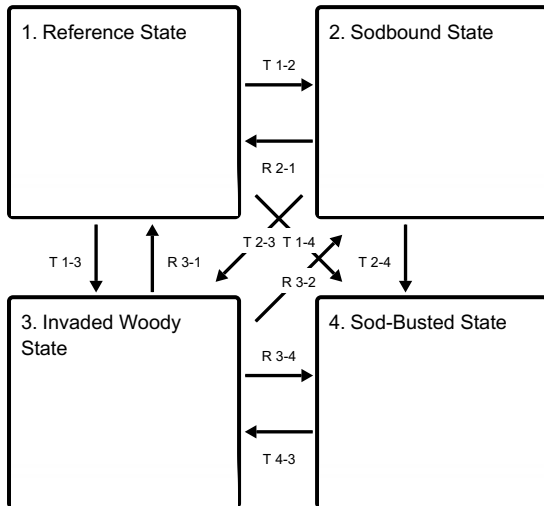 1. Reference State
2. Sodbound State
T 1-2
R 2-1
T 1-3
R 3-1
T 2-3
T 1-4
T 2-4
R 3-2
3. Invaded Woody
State
4. Sod-Busted State
R 3-4
T 4-3